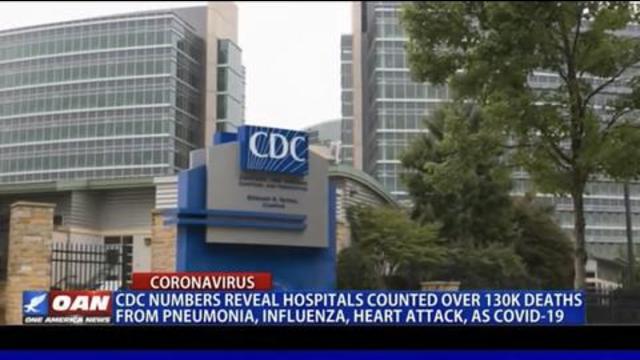 CDC
CORONAVIRUS
OAN
ONE AMERICA NEWS
CDC NUMBERS REVEAL HOSPITALS COUNTED OVER 130K DEATHS
FROM PNEUMONIA, INFLUENZA, HEART ATTACK, AS COVID-19